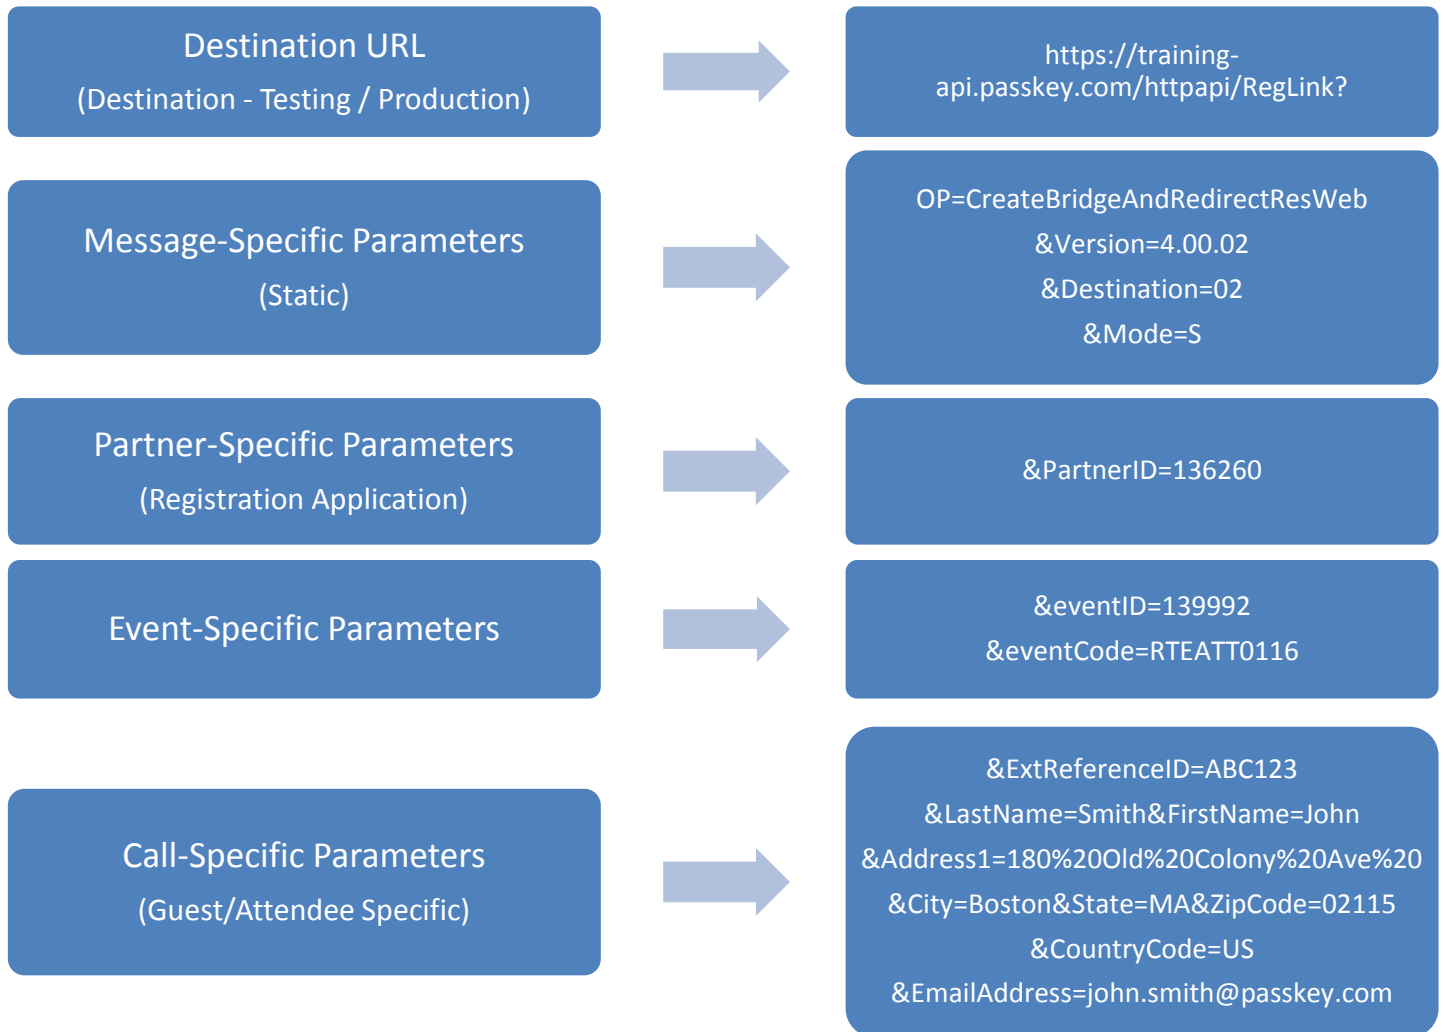 Destination URL
(Destination - Testing / Production)
https://training-
api.passkey.com/httpapi/RegLink?
Message-Specific Parameters
(Static)
OP=CreateBridgeAndRedirectResWeb
&Version=4.00.02
&Destination=02
&Mode=S
Partner-Specific Parameters
(Registration Application)
&PartnerID=136260
Event-Specific Parameters
&eventID=139992
&eventCode=RTEATT0116
Call-Specific Parameters
(Guest/Attendee Specific)
&ExtReferenceID=ABC123
&LastName=Smith&FirstName=John
&Address1=180%20Old%20Colony%20Ave%20
&City=Boston&State=MA&ZipCode=02115
&CountryCode=US
&EmailAddress=john.smith@passkey.com